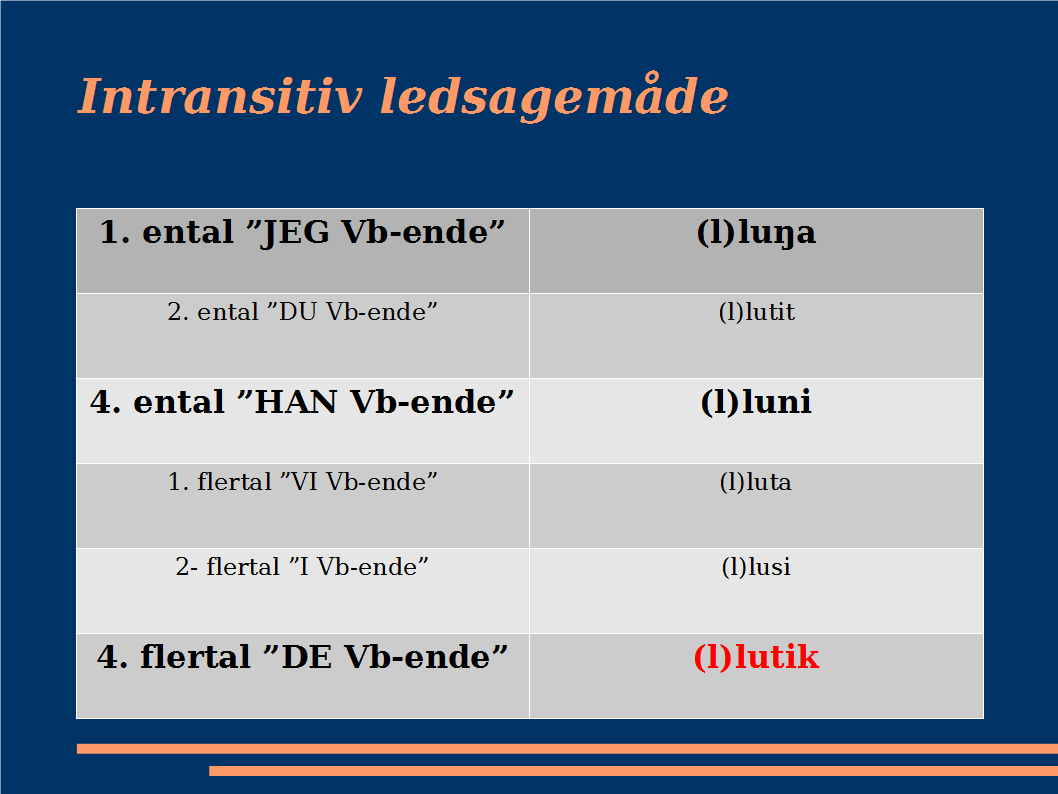 Intransitiv ledsagemåde
1. ental ”JEG Vb-ende” (l)luŋa
2. ental ”DU Vb-ende” (l)lutit
4. ental ”HAN Vb-ende” (l)luni
1. flertal ”VI Vb-ende” (l)luta
2- flertal ”I Vb-ende” (l)lusi
4. flertal ”DE Vb-ende” (l)lutik